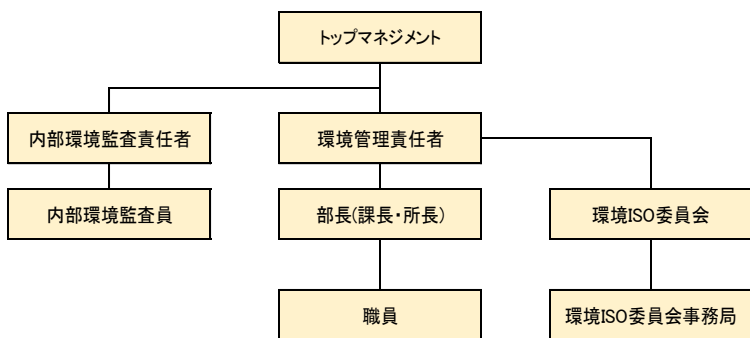 トップマネジメント
内部環境監査責任者
環境管理責任者
内部環境監査員
部長(課長・所長)
環境ISO委員会
職員
環境ISO委員会事務局